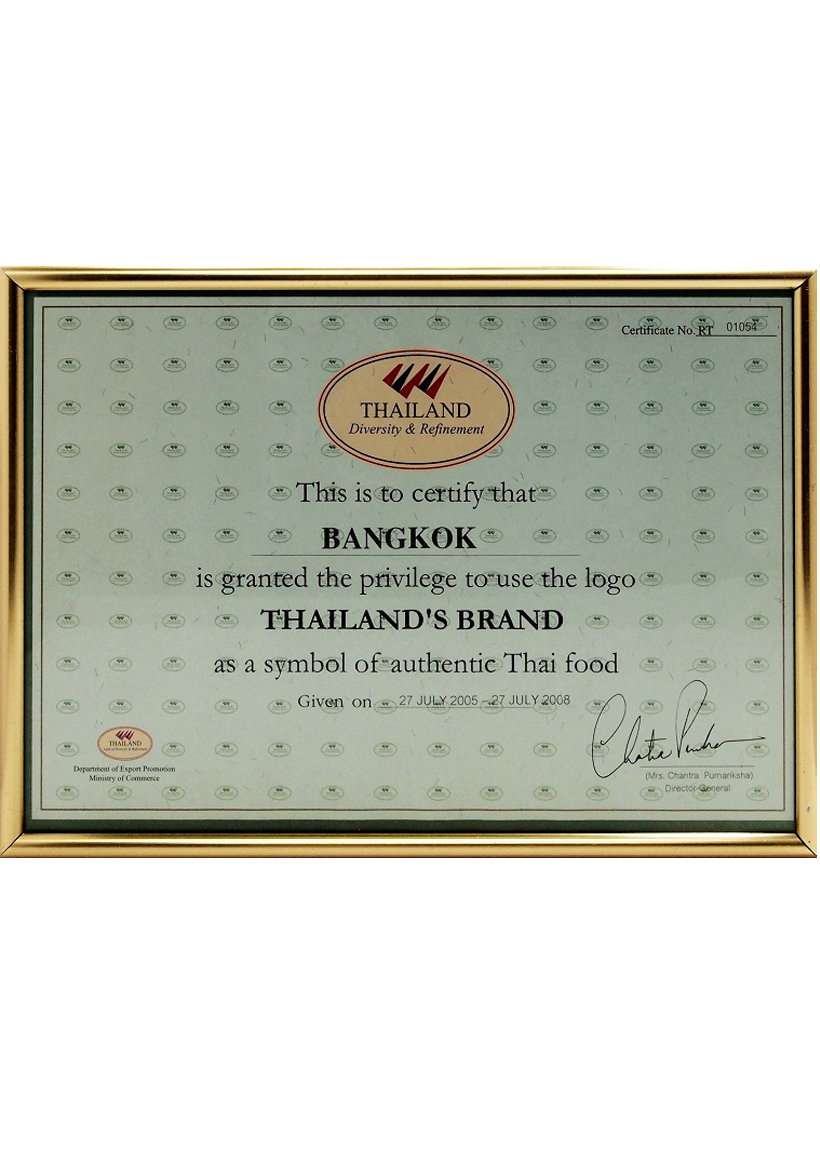 Certificate No. RT 01054
THAILAND
Diversity & Refinement
This is to certify that
BANGKOK
is granted the privilege to use the logo
THAILAND'S BRAND
as a symbol of authentic Thai food
Given on 27 JULY 2005 - 27 JULY 2008
THAILAND
Department of Export Promotion
Ministry of Commerce
(Mrs. Chantra Purnariksha)
Director-General